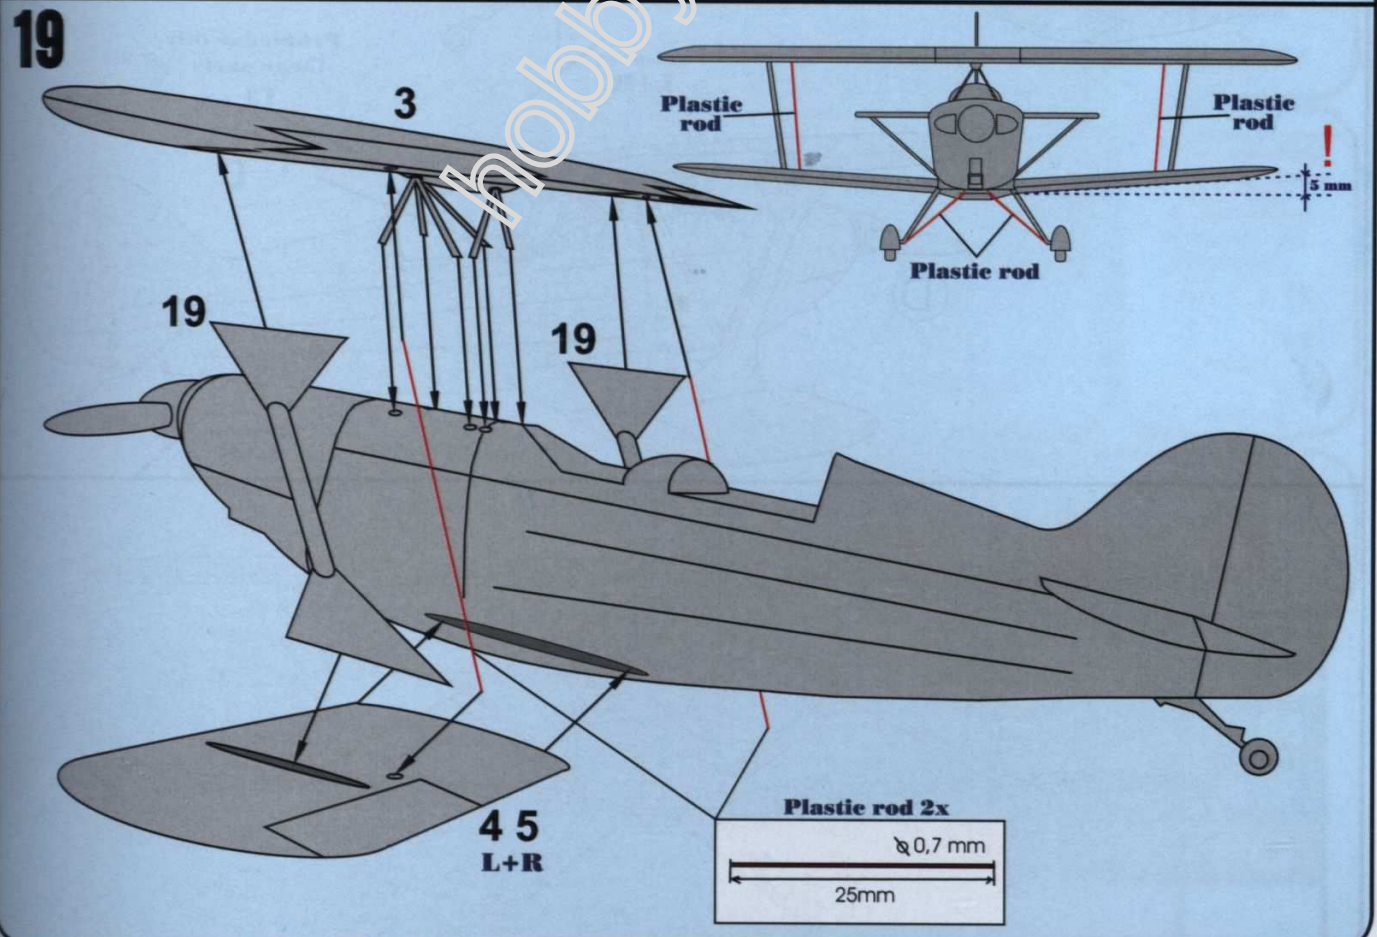 19
hobby
3
Plastic
rod
Plastic
rod
!
5 mm
Plastic rod
19
19
4 5
L+R
Plastic rod 2x
⌀ 0,7 mm
25mm